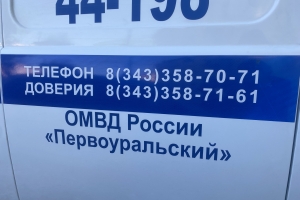 44-196
ТЕЛЕФОН 8(343)358-70-71
ДОВЕРИЯ 8(343)358-71-61
ОМВД России
«Первоуральский»